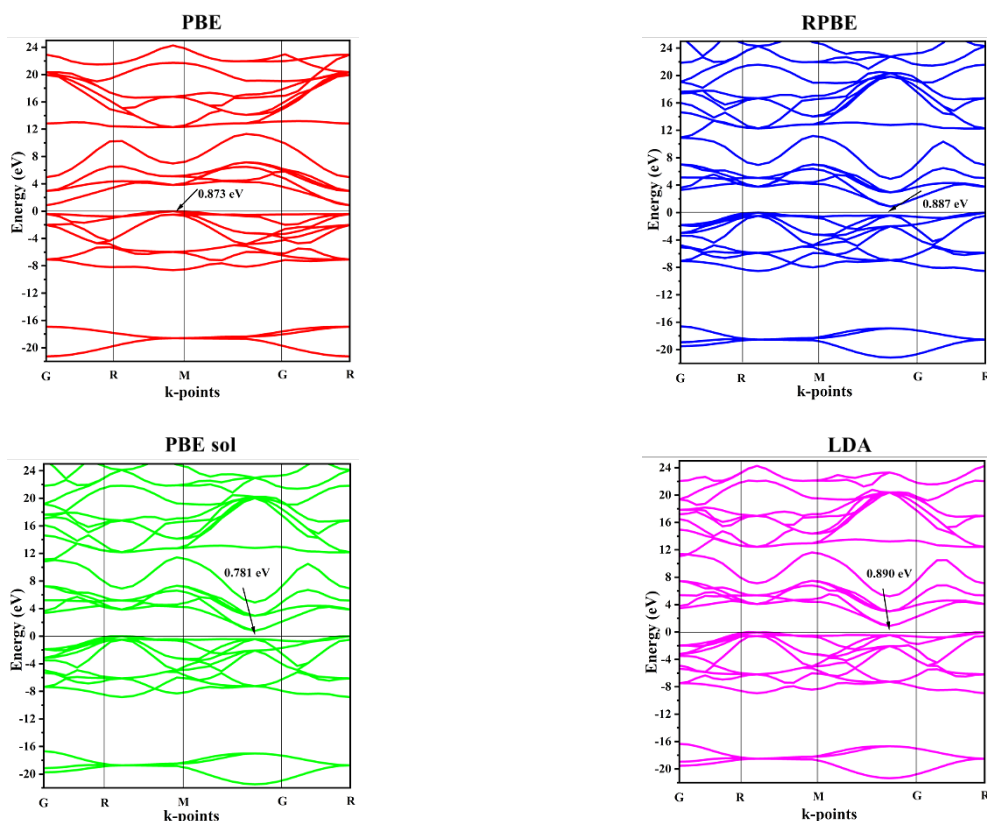 PBE
24
20
16
12
8
4
0
-4
-8
-12
-16
-20
Energy (eV)
0.873 eV
G R M G R
k-points
RPBE
24
20
16
12
8
4
0
-4
-8
-12
-16
-20
Energy (eV)
0.887 eV
G R M G R
k-points
PBE sol
24
20
16
12
8
4
0
-4
-8
-12
-16
-20
Energy (eV)
0.781 eV
G R M G R
k-points
LDA
24
20
16
12
8
4
0
-4
-8
-12
-16
-20
Energy (eV)
0.890 eV
G R M G R
k-points